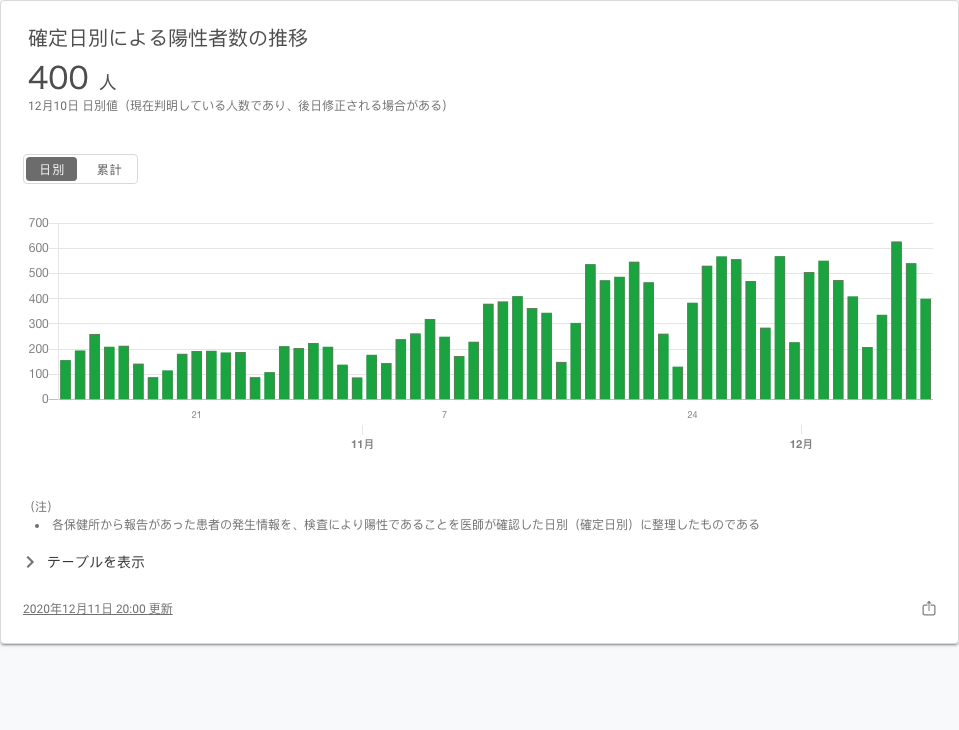 確定日別による陽性者数の推移
400 人
12月10日 日別値（現在判明している人数であり、後日修正される場合がある）
日別 累計
700
600
500
400
300
200
100
0
21 7 24
11月 12月
（注）
• 各保健所から報告があった患者の発生情報を、検査により陽性であることを医師が確認した日別（確定日別）に整理したものである
テーブルを表示
2020年12月11日 20:00 更新